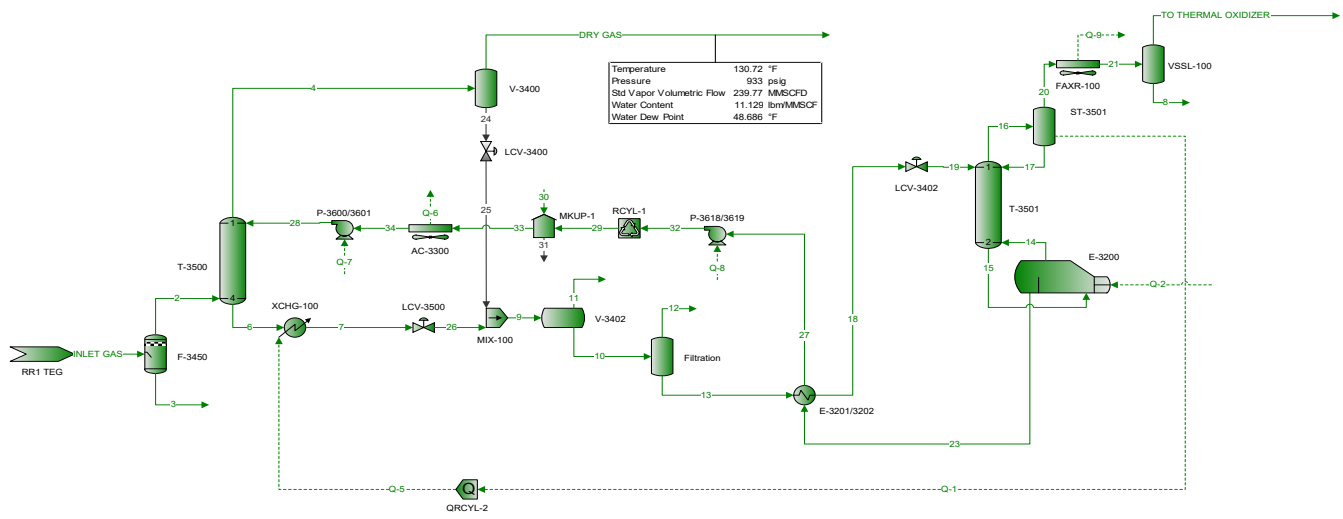 TO THERMAL OXIDIZER
Q-9
DRY GAS
21
VSSL-100
FAXR-100
Temperature 130.72 °F
Pressure 933 psig
Std Vapor Volumetric Flow 239.77 MMSCFD
Water Content 11.129 lbm/MMSCF
Water Dew Point 48.686 °F
4
V-3400
20
8
ST-3501
24
16
LCV-3400
19
1
17
LCV-3402
30
P-3600/3601
Q-6
25
MKUP-1
RCYL-1
P-3618/3619
T-3501
1
28
34
33
29
32
2
14
AC-3300
31
E-3200
Q-7
Q-8
15
T-3500
XCHG-100
LCV-3500
11
Q-2
2
4
12
18
6
7
26
9
V-3402
27
MIX-100
INLET GAS
F-3450
10
Filtration
RR1 TEG
13
3
E-3201/3202
23
Q-5
Q
Q-1
QRCYL-2